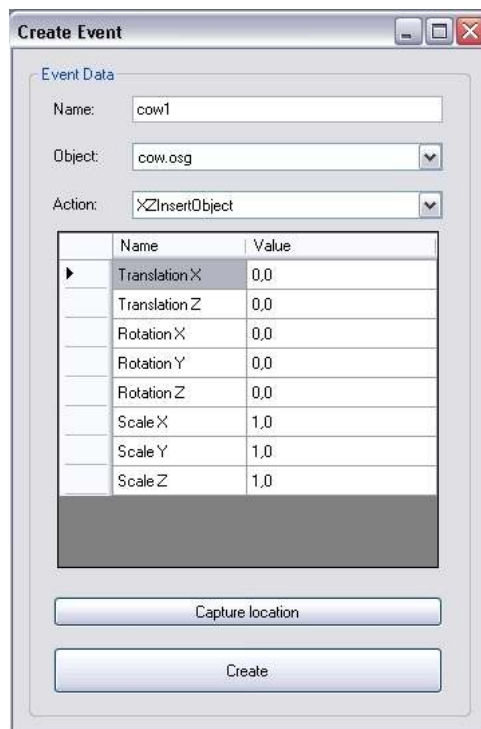 Create Event
Event Data
Name: cow1
Object: cow.osg
Action: XZInsertObject
Name Value
Translation X 0,0
Translation Z 0,0
Rotation X 0,0
Rotation Y 0,0
Rotation Z 0,0
Scale X 1,0
Scale Y 1,0
Scale Z 1,0
Capture location
Create